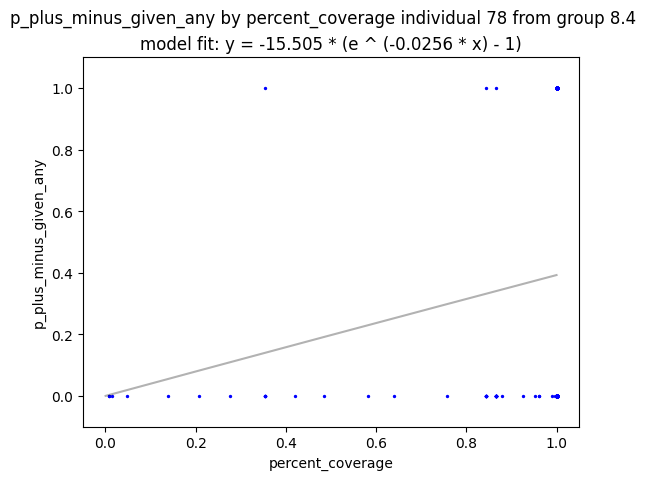 p_plus_minus_given_any by percent_coverage individual 78 from group 8.4
model fit: y = -15.505 * (e ^ (-0.0256 * x) - 1)
1.0
0.8
0.6
0.4
0.2
0.0
p_plus_minus_given_any
0.0 0.2 0.4 0.6 0.8 1.0
percent_coverage